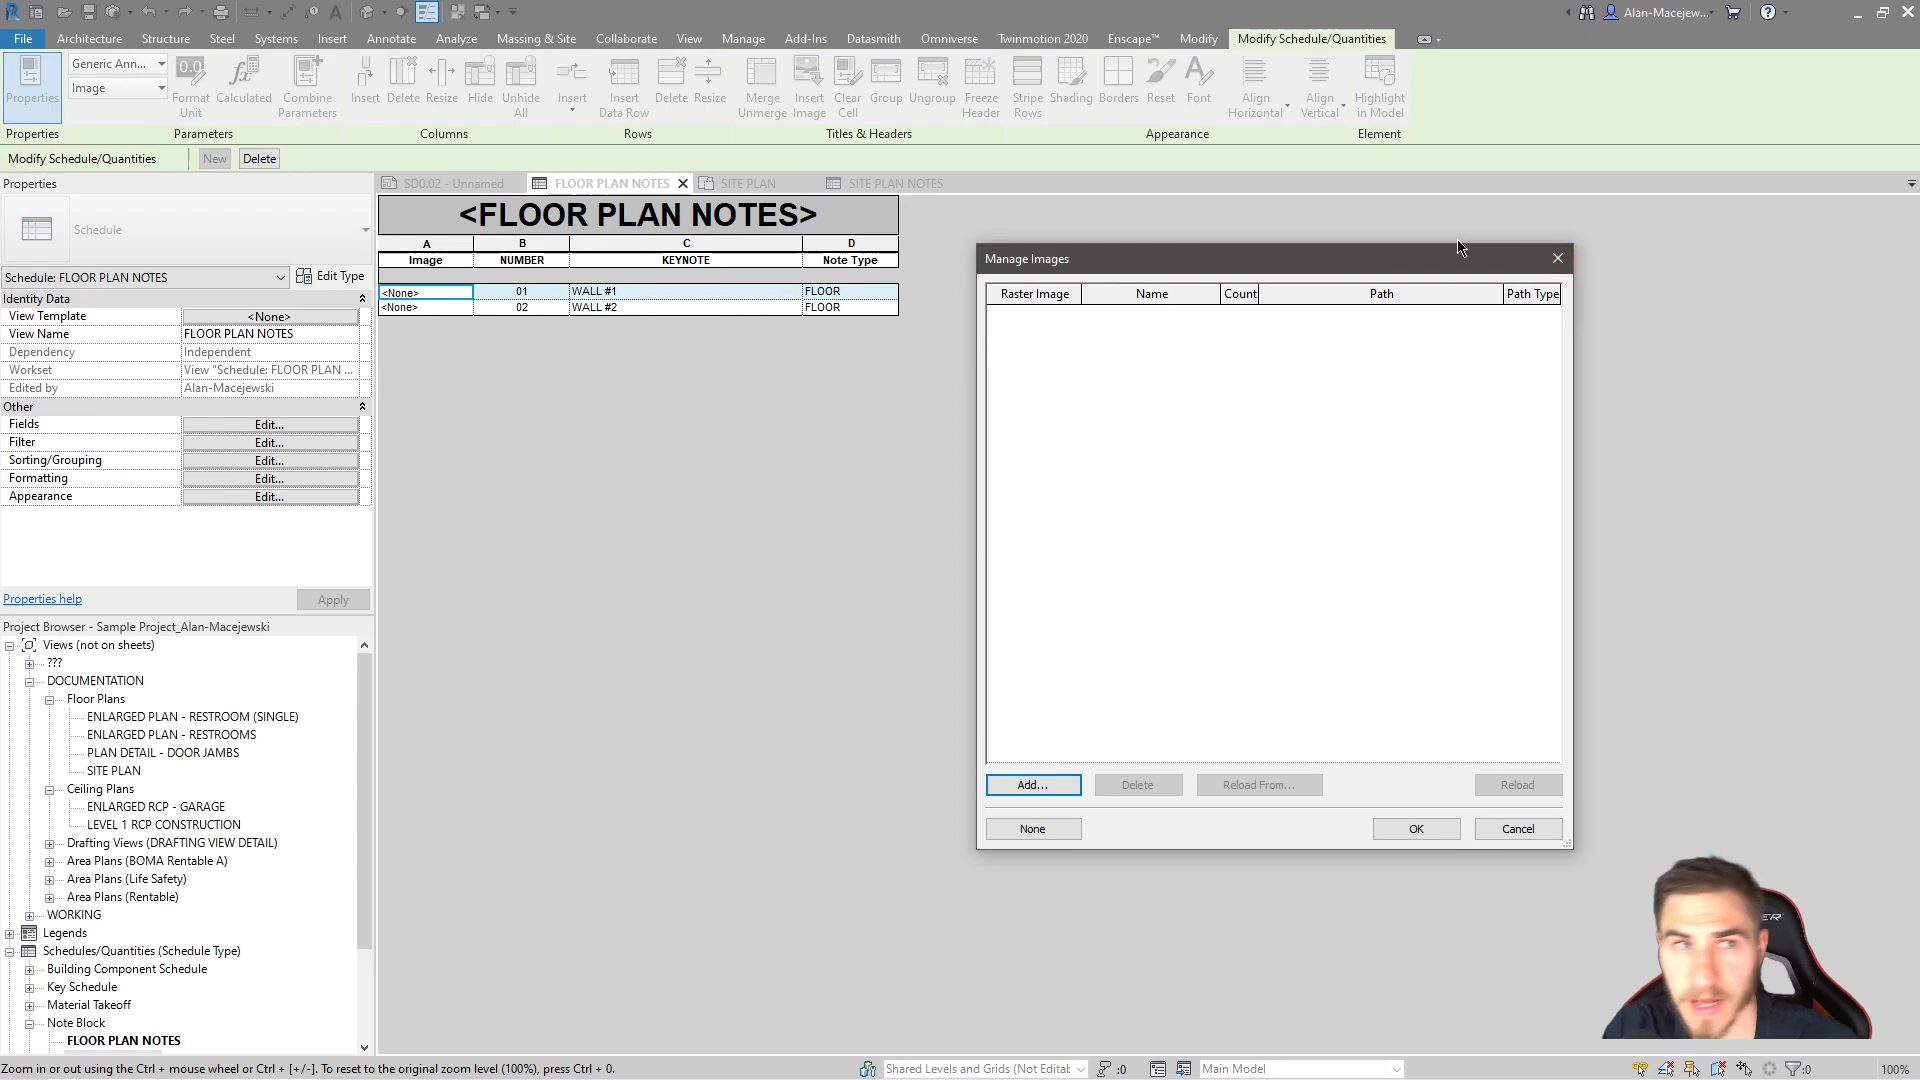 Alan-Macejew...
File Architecture Structure Steel Systems Insert Annotate Analyze Massing & Site Collaborate View Manage Add-Ins Datasmith Omniverse Twinmotion 2020 Enscape™ Modify Modify Schedule/Quantities
Properties
Generic Ann...
Image
Format Unit
Calculated
Combine Parameters
Insert Delete Resize Hide Unhide All
Insert
Insert Data Row
Delete Resize
Merge Unmerge
Insert Image
Clear Cell
Group Ungroup
Freeze Header
Stripe Rows
Shading Borders Reset Font
Align Horizontal
Align Vertical
Highlight in Model
Properties Parameters Columns Rows Titles & Headers Appearance Element
Modify Schedule/Quantities New Delete
Properties
Schedule
Schedule: FLOOR PLAN NOTES Edit Type
Identity Data
View Template <None>
View Name FLOOR PLAN NOTES
Dependency Independent
Workset View "Schedule: FLOOR PLAN ...
Edited by Alan-Macejewski
Other
Fields Edit...
Filter Edit...
Sorting/Grouping Edit...
Formatting Edit...
Appearance Edit...
Properties help Apply
Project Browser - Sample Project_Alan-Macejewski
Views (not on sheets)
???
DOCUMENTATION
Floor Plans
ENLARGED PLAN - RESTROOM (SINGLE)
ENLARGED PLAN - RESTROOMS
PLAN DETAIL - DOOR JAMBS
SITE PLAN
Ceiling Plans
ENLARGED RCP - GARAGE
LEVEL 1 RCP CONSTRUCTION
Drafting Views (DRAFTING VIEW DETAIL)
Area Plans (BOMA Rentable A)
Area Plans (Life Safety)
Area Plans (Rentable)
WORKING
Legends
Schedules/Quantities (Schedule Type)
Building Component Schedule
Key Schedule
Material Takeoff
Note Block
FLOOR PLAN NOTES
SD0.02 - Unnamed FLOOR PLAN NOTES SITE PLAN SITE PLAN NOTES
<FLOOR PLAN NOTES>
A B C D
Image NUMBER KEYNOTE Note Type
<None> 01 WALL #1 FLOOR
<None> 02 WALL #2 FLOOR
Manage Images
Raster Image Name Count Path Path Type
Add... Delete Reload From... Reload
None OK Cancel
Zoom in or out using the Ctrl + mouse wheel or Ctrl + [+/-]. To reset to the original zoom level (100%), press Ctrl + 0.
Shared Levels and Grids (Not Editab :0 Main Model :0 100%